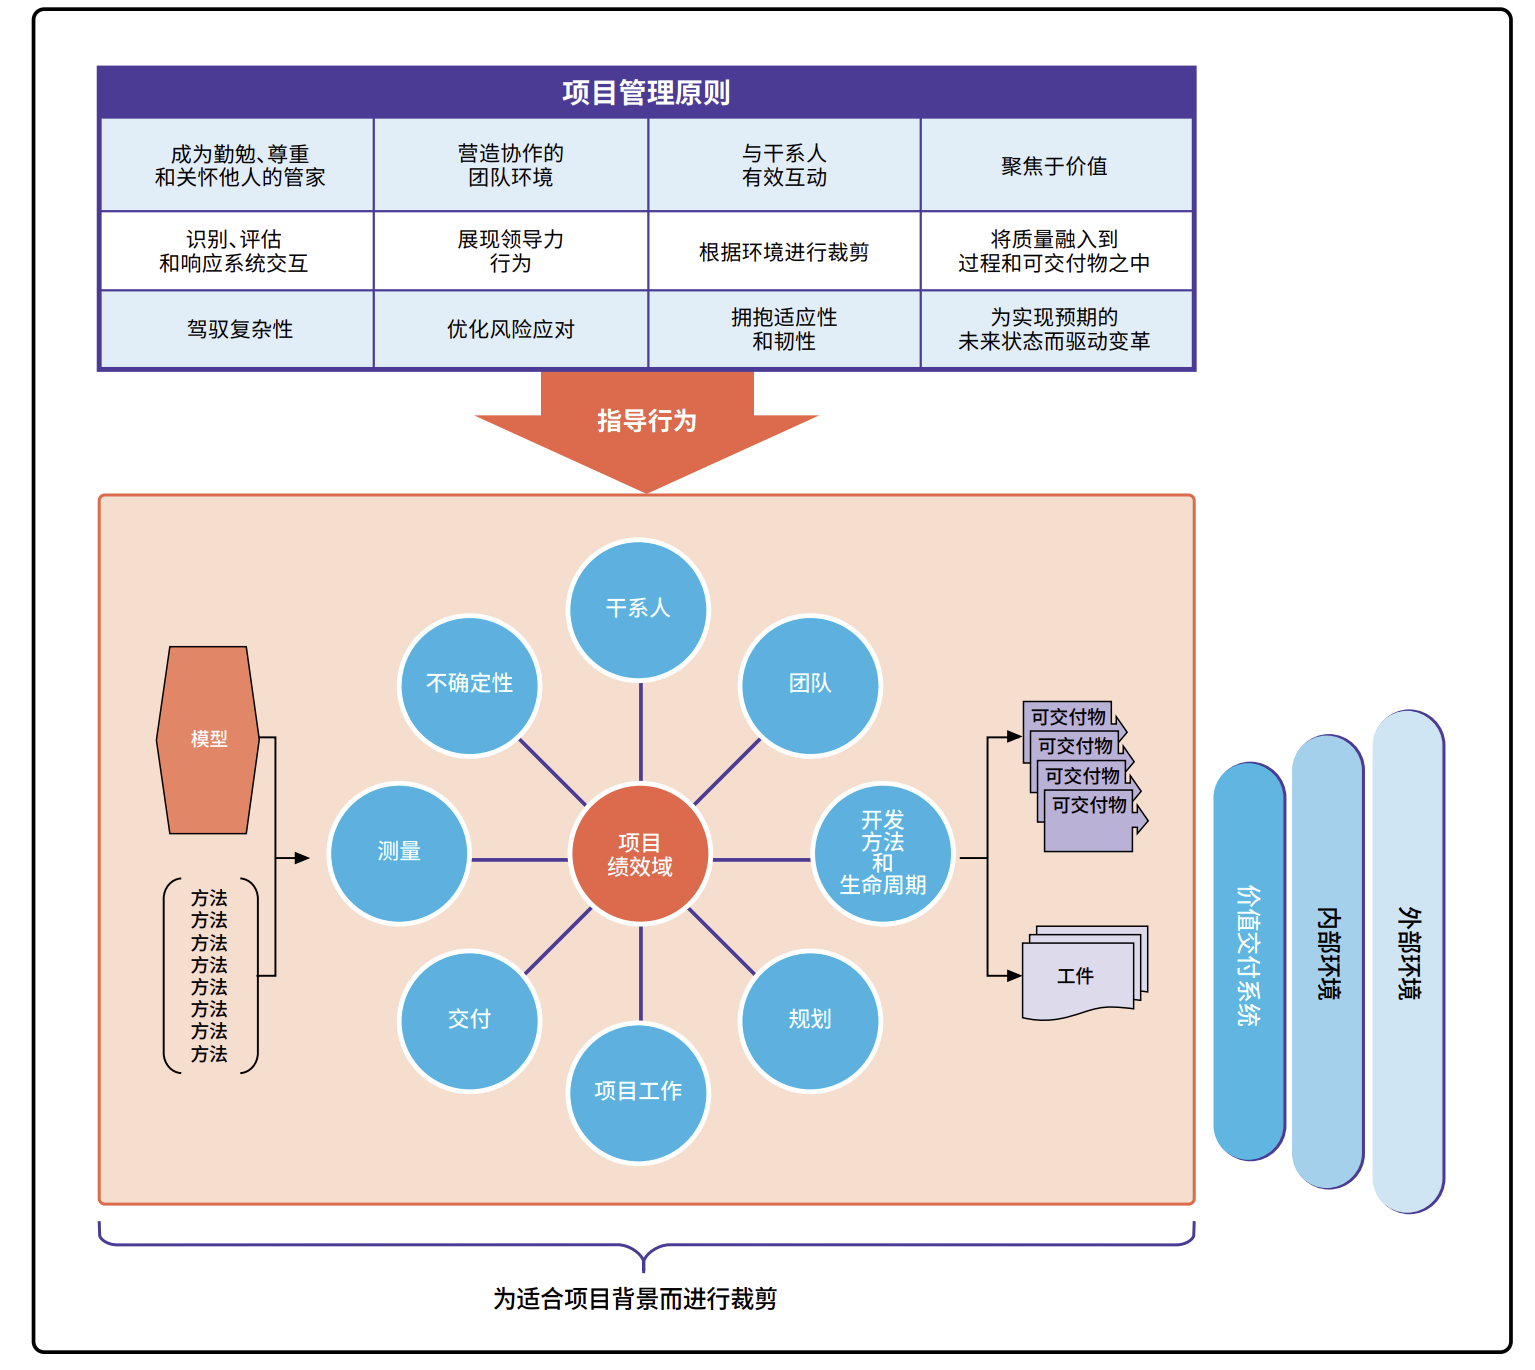 项目管理原则
成为勤勉、尊重
和关怀他人的管家
营造协作的
团队环境
与干系人
有效互动
聚焦于价值
识别、评估
和响应系统交互
展现领导力
行为
根据环境进行裁剪
将质量融入到
过程和可交付物之中
驾驭复杂性
优化风险应对
拥抱适应性
和韧性
为实现预期的
未来状态而驱动变革
指导行为
干系人
不确定性
团队
模型
可交付物
可交付物
可交付物
可交付物
测量
项目
绩效域
开发
方法
和
生命周期
方法
方法
方法
方法
方法
方法
方法
方法
工件
交付
规划
项目工作
价值交付系统
内部环境
外部环境
为适合项目背景而进行裁剪